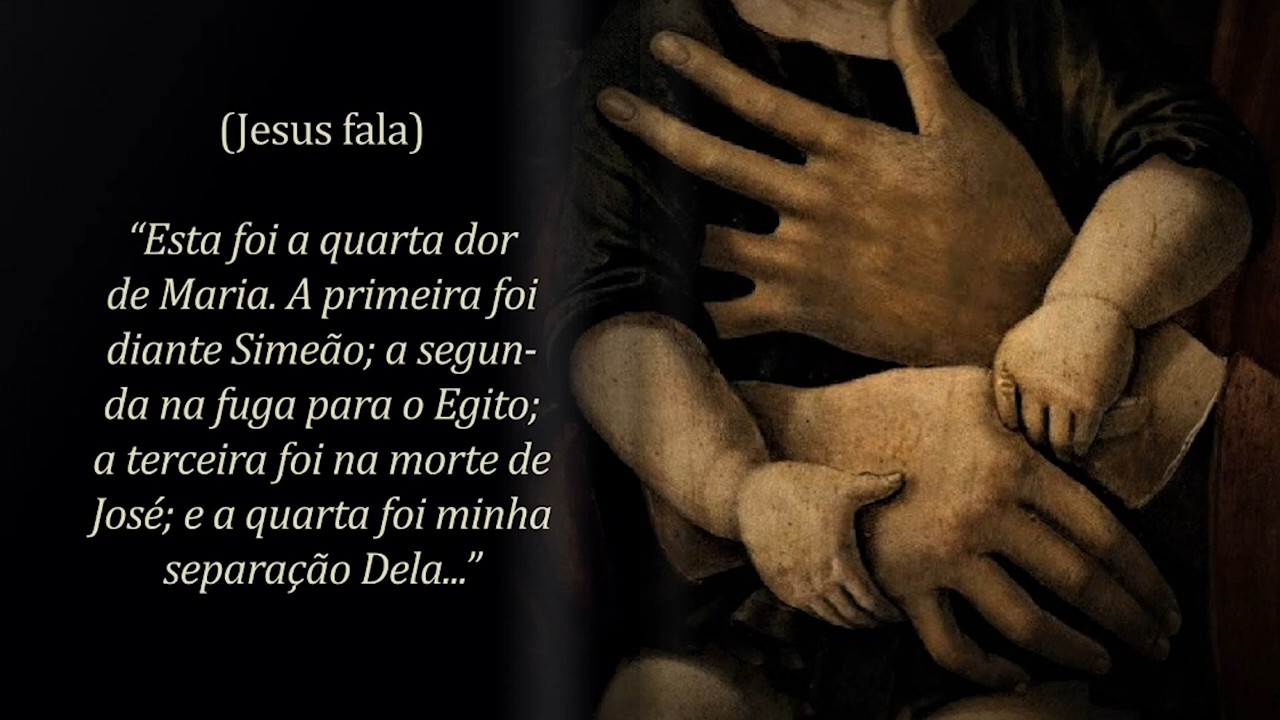 (Jesus fala)
“Esta foi a quarta dor
de Maria. A primeira foi
diante Simeão; a segun-
da na fuga para o Egito;
a terceira foi na morte de
José; e a quarta foi minha
separação Dela...”